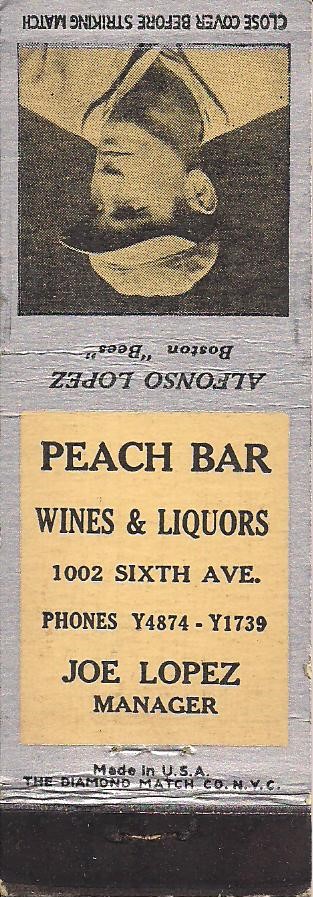 CLOSE COVER BEFORE STRIKING MATCH
ALFONSO LOPEZ
Boston "Bees"
PEACH BAR
WINES & LIQUORS
1002 SIXTH AVE.
PHONES Y4874 - Y1739
JOE LOPEZ
MANAGER
Made in U.S.A.
THE DIAMOND MATCH CO. N.Y.C.